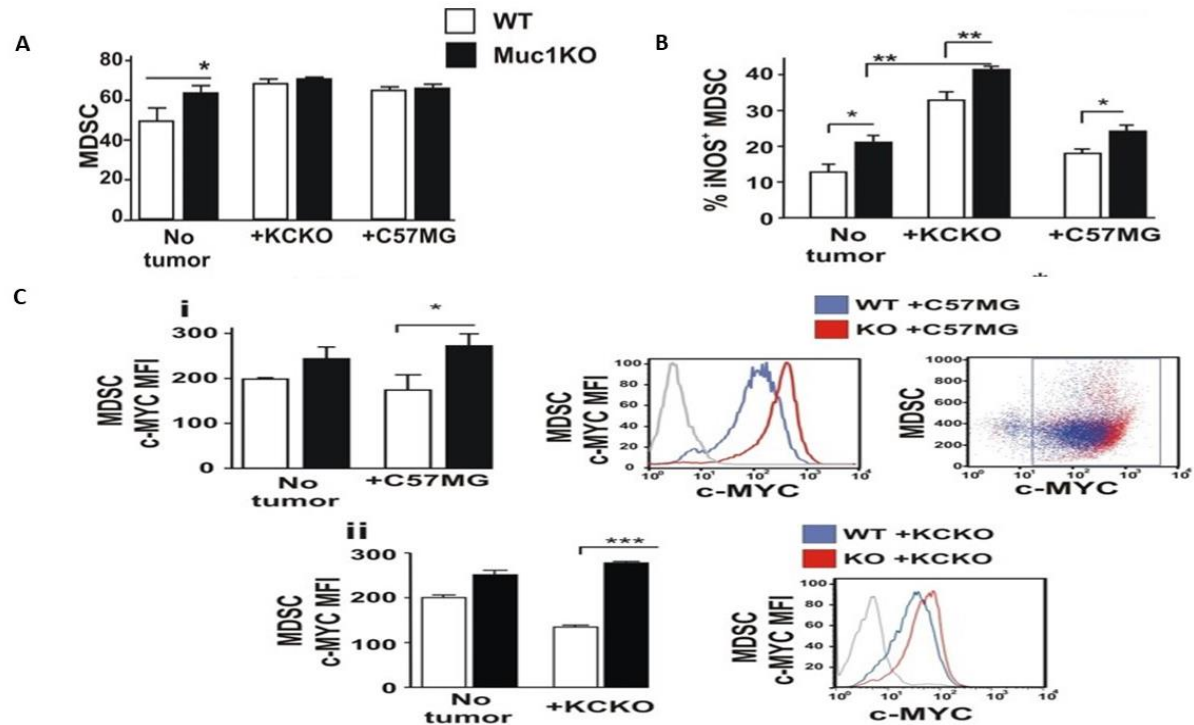 WT
Muc1KO
A
MDSC
80
60
40
20
0
*
No tumor
+KCKO
+C57MG
B
% iNOS⁺ MDSC
40
30
20
10
0
*
**
**
*
No tumor
+KCKO
+C57MG
*
C
i
MDSC
c-MYC MFI
300
200
100
0
*
No tumor
+C57MG
WT +C57MG
KO +C57MG
MDSC
c-MYC MFI
100
80
60
40
20
0
10⁰ 10¹ 10² 10³ 10⁴
c-MYC
MDSC
1000
800
600
400
200
0
10⁰ 10¹ 10² 10³ 10⁴
c-MYC
ii
MDSC
c-MYC MFI
300
200
100
0
***
No tumor
+KCKO
WT +KCKO
KO +KCKO
MDSC
c-MYC MFI
100
80
60
40
20
10⁰ 10¹ 10² 10³ 10⁴
c-MYC